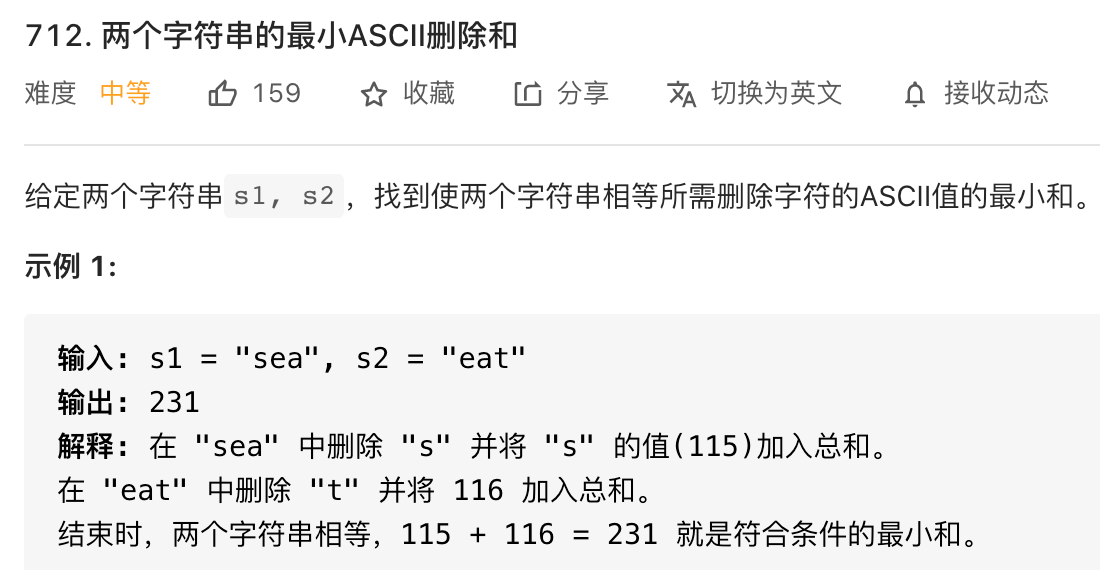 712. 两个字符串的最小ASCII删除和
难度 中等 159 收藏 分享 切换为英文 接收动态
给定两个字符串s1, s2，找到使两个字符串相等所需删除字符的ASCII值的最小和。
示例 1:
输入: s1 = "sea", s2 = "eat"
输出: 231
解释: 在 "sea" 中删除 "s" 并将 "s" 的值(115)加入总和。
在 "eat" 中删除 "t" 并将 116 加入总和。
结束时，两个字符串相等，115 + 116 = 231 就是符合条件的最小和。